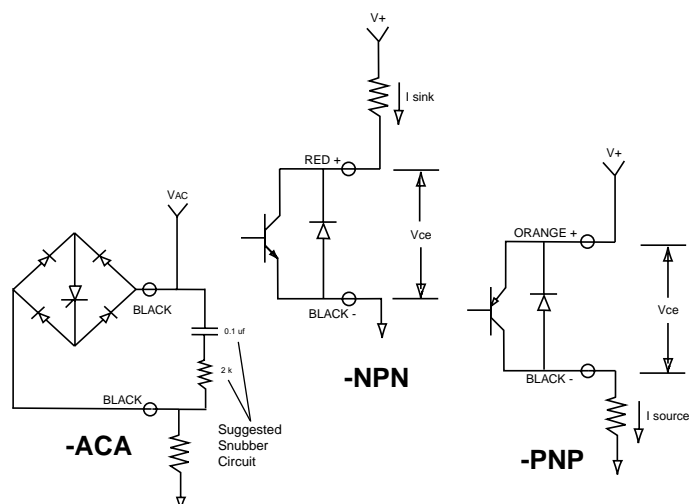 V+
I sink
RED +
Vce
BLACK -
-NPN
VAC
BLACK
0.1 uf
2 k
BLACK
Suggested
Snubber
Circuit
-ACA
V+
ORANGE +
Vce
BLACK -
I source
-PNP